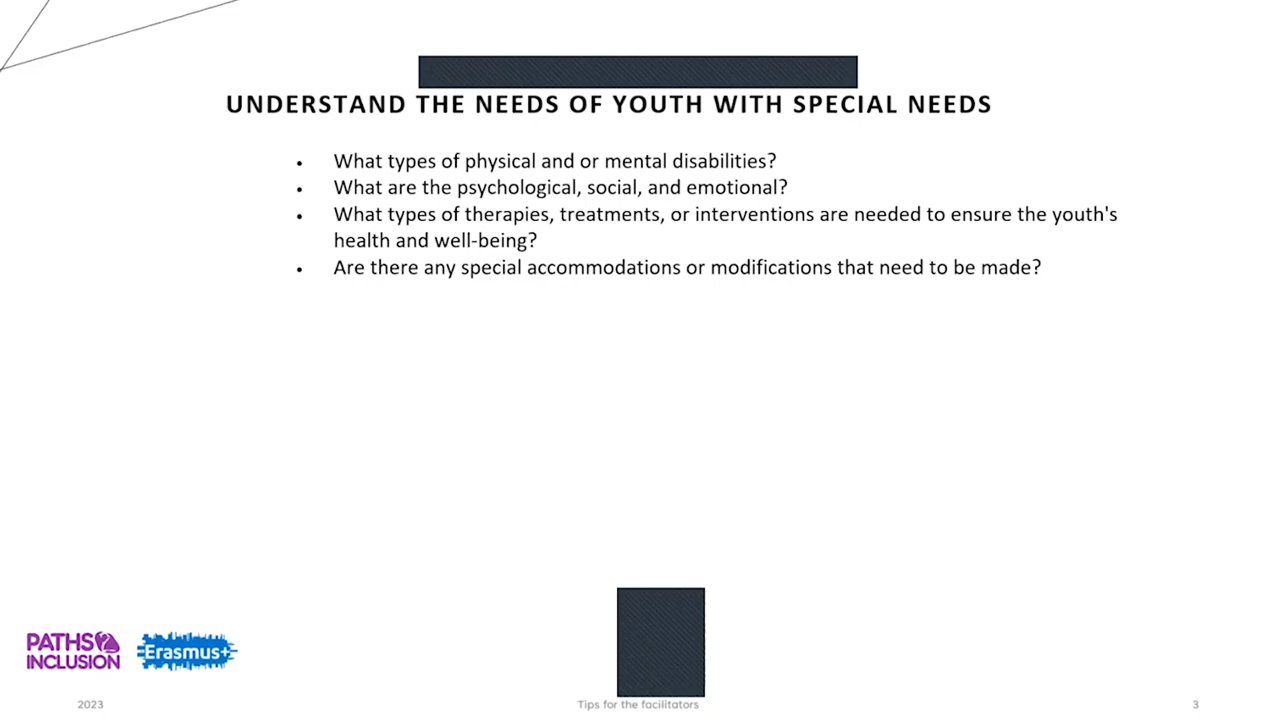 UNDERSTAND THE NEEDS OF YOUTH WITH SPECIAL NEEDS
• What types of physical and or mental disabilities?
• What are the psychological, social, and emotional?
• What types of therapies, treatments, or interventions are needed to ensure the youth's
health and well-being?
• Are there any special accommodations or modifications that need to be made?
PATHS2
INCLUSION
Erasmus+
2023
Tips for the facilitators
3